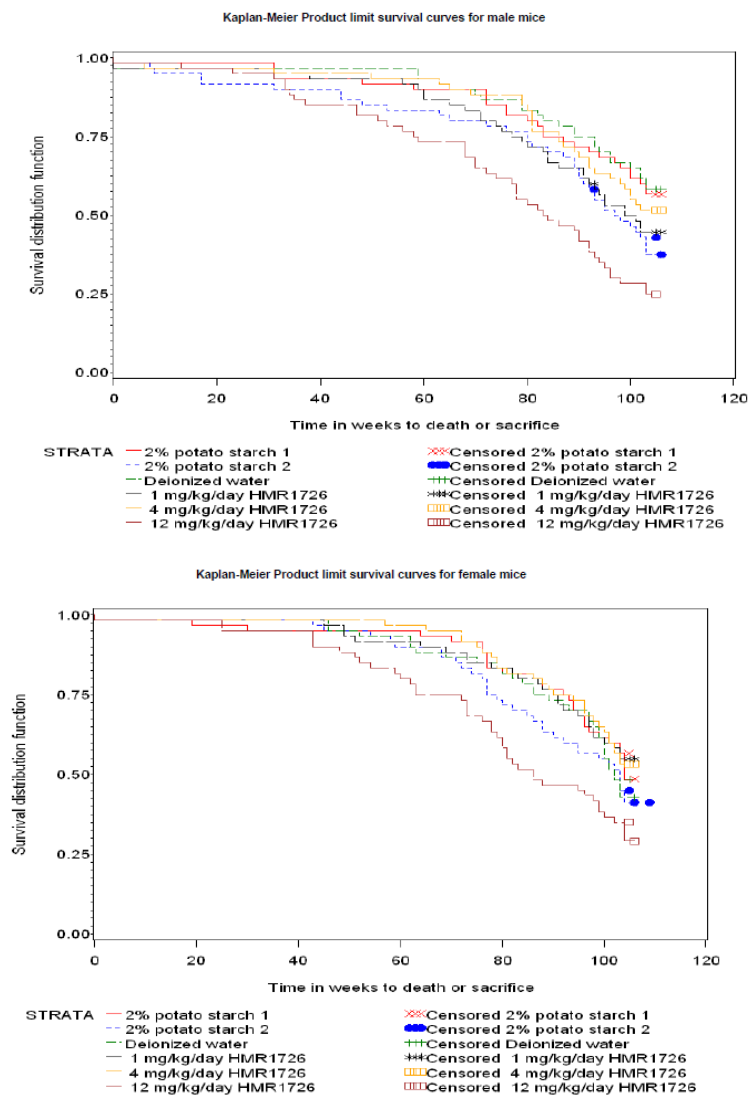 Kaplan-Meier Product limit survival curves for male mice
1.00
0.75
0.50
0.25
0.00
Survival distribution function
0 20 40 60 80 100 120
Time in weeks to death or sacrifice
STRATA 2% potato starch 1 Censored 2% potato starch 1
2% potato starch 2 Censored 2% potato starch 2
Deionized water Censored Deionized water
1 mg/kg/day HMR1726 Censored 1 mg/kg/day HMR1726
4 mg/kg/day HMR1726 Censored 4 mg/kg/day HMR1726
12 mg/kg/day HMR1726 Censored 12 mg/kg/day HMR1726
Kaplan-Meier Product limit survival curves for female mice
1.00
0.75
0.50
0.25
0.00
Survival distribution function
0 20 40 60 80 100 120
Time in weeks to death or sacrifice
STRATA 2% potato starch 1 Censored 2% potato starch 1
2% potato starch 2 Censored 2% potato starch 2
Deionized water Censored Deionized water
1 mg/kg/day HMR1726 Censored 1 mg/kg/day HMR1726
4 mg/kg/day HMR1726 Censored 4 mg/kg/day HMR1726
12 mg/kg/day HMR1726 Censored 12 mg/kg/day HMR1726